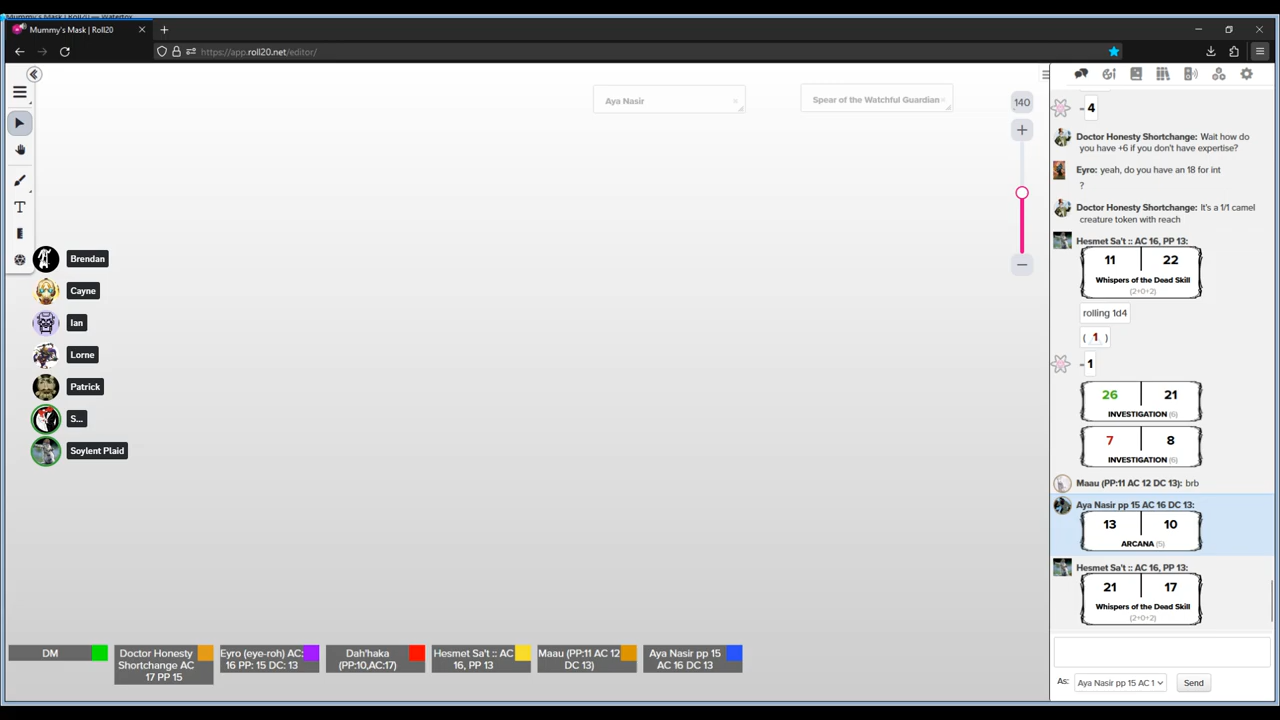 Mummy's Mask | Roll20 — Waterfox
Mummy's Mask | Roll20
https://app.roll20.net/editor/
Aya Nasir
Spear of the Watchful Guardian
140
- 4
Doctor Honesty Shortchange: Wait how do
you have +6 if you don't have expertise?
Eyro: yeah, do you have an 18 for int
?
Doctor Honesty Shortchange: It's a 1/1 camel
creature token with reach
Hesmet Sa't :: AC 16, PP 13:
11 22
Whispers of the Dead Skill
(2+0+2)
rolling 1d4
( 1 )
- 1
26 21
INVESTIGATION (6)
7 8
INVESTIGATION (6)
Maau (PP:11 AC 12 DC 13): brb
Aya Nasir pp 15 AC 16 DC 13:
13 10
ARCANA (5)
Hesmet Sa't :: AC 16, PP 13:
21 17
Whispers of the Dead Skill
(2+0+2)
As: Aya Nasir pp 15 AC 1
Send
Brendan
Cayne
Ian
Lorne
Patrick
S...
Soylent Plaid
DM
Doctor Honesty
Shortchange AC
17 PP 15
Eyro (eye-roh) AC:
16 PP: 15 DC: 13
Dah'haka
(PP:10,AC:17)
Hesmet Sa't :: AC
16, PP 13
Maau (PP:11 AC 12
DC 13)
Aya Nasir pp 15
AC 16 DC 13